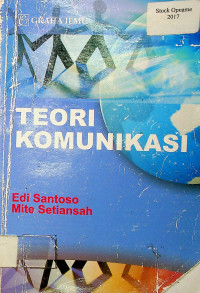 GRAHA ILMU
Stock Opname
2017
TEORI
KOMUNIKASI
Edi Santoso
Mite Setiansah